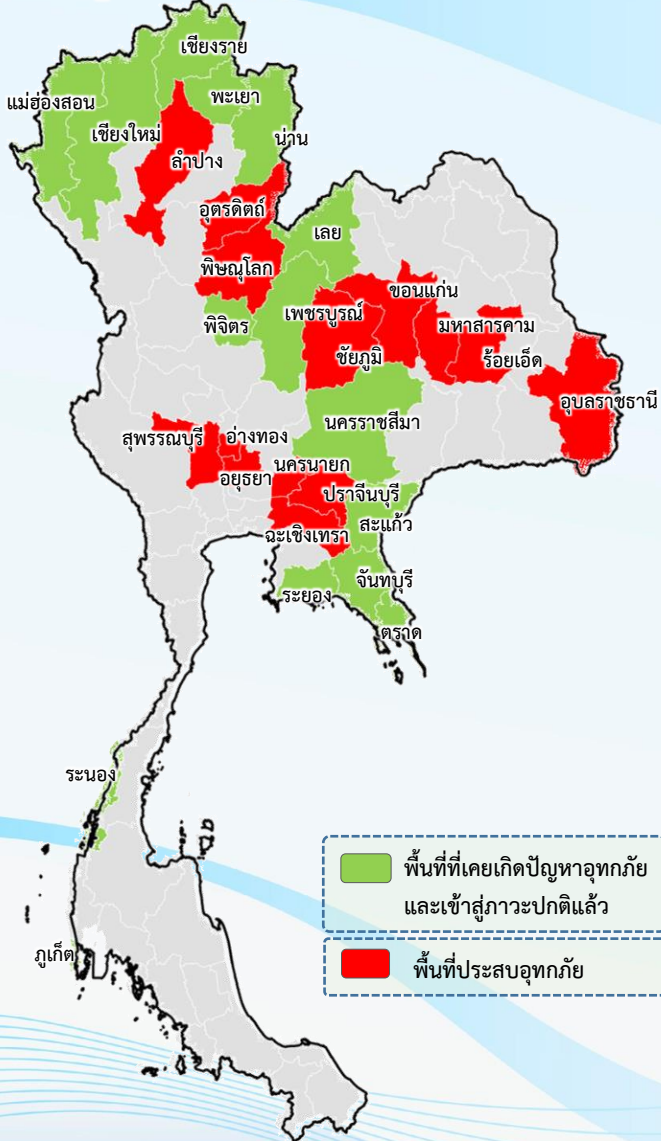 เชียงราย
พะเยา
แม่ฮ่องสอน
เชียงใหม่
น่าน
ลำปาง
อุตรดิตถ์
เลย
พิษณุโลก
ขอนแก่น
เพชรบูรณ์
มหาสารคาม
พิจิตร
ชัยภูมิ
ร้อยเอ็ด
อุบลราชธานี
นครราชสีมา
สุพรรณบุรี
อ่างทอง
นครนายก
อยุธยา
ปราจีนบุรี
สะแก้ว
ฉะเชิงเทรา
จันทบุรี
ระยอง
ตราด
ระนอง
ภูเก็ต
พื้นที่ที่เคยเกิดปัญหาอุทกภัย
และเข้าสู่ภาวะปกติแล้ว
พื้นที่ประสบอุทกภัย